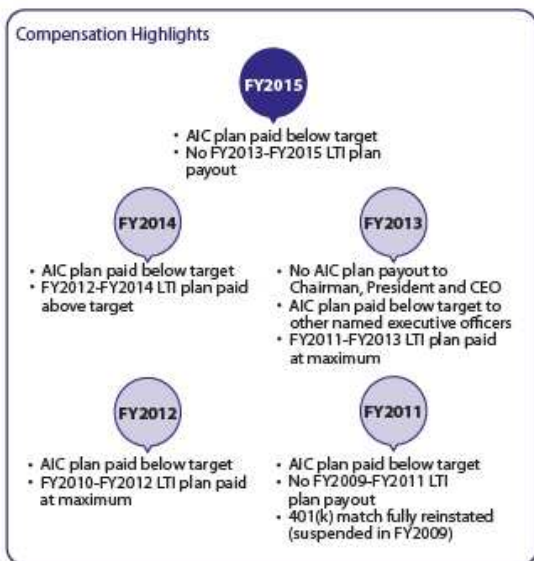 Compensation Highlights
FY2015
• AIC plan paid below target
• No FY2013-FY2015 LTI plan
payout
FY2014
• AIC plan paid below target
• FY2012-FY2014 LTI plan paid
above target
FY2013
• No AIC plan payout to
Chairman, President and CEO
• AIC plan paid below target to
other named executive officers
• FY2011-FY2013 LTI plan paid
at maximum
FY2012
• AIC plan paid below target
• FY2010-FY2012 LTI plan paid
at maximum
FY2011
• AIC plan paid below target
• No FY2009-FY2011 LTI
plan payout
• 401(k) match fully reinstated
(suspended in FY2009)